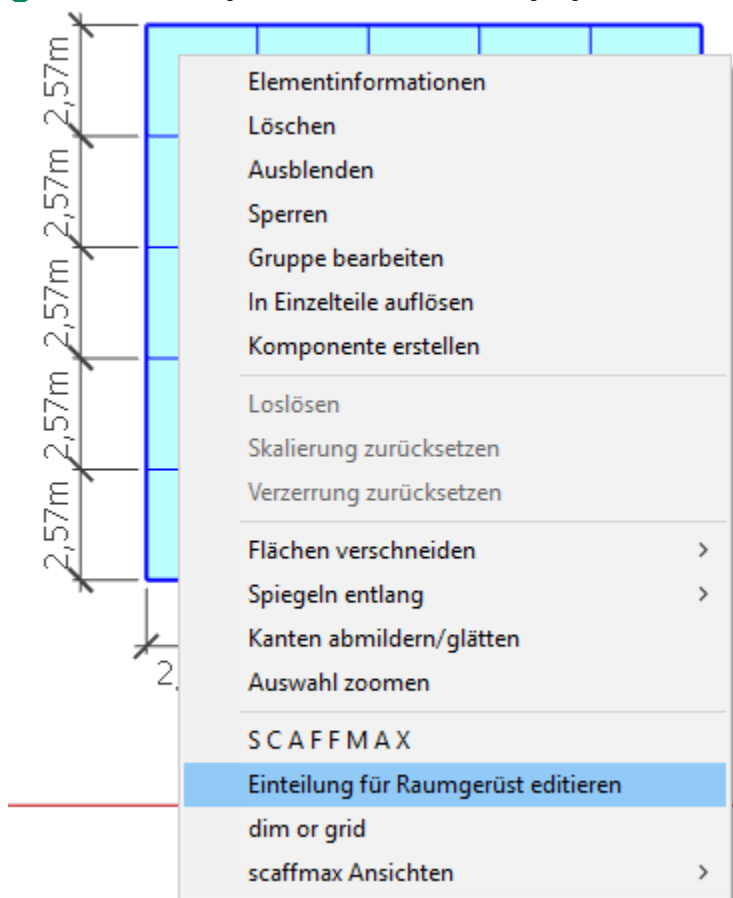 2,57m
2,57m
2,57m
2,57m
2,57m
2,
Elementinformationen
Löschen
Ausblenden
Sperren
Gruppe bearbeiten
In Einzelteile auflösen
Komponente erstellen
Loslösen
Skalierung zurücksetzen
Verzerrung zurücksetzen
Flächen verschneiden
Spiegeln entlang
Kanten abmildern/glätten
Auswahl zoomen
S C A F F M A X
Einteilung für Raumgerüst editieren
dim or grid
scaffmax Ansichten